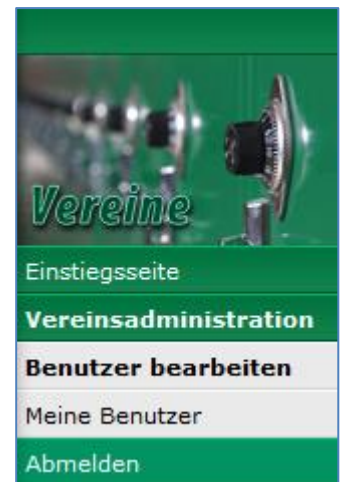 Vereine
Einstiegsseite
Vereinsadministration
Benutzer bearbeiten
Meine Benutzer
Abmelden